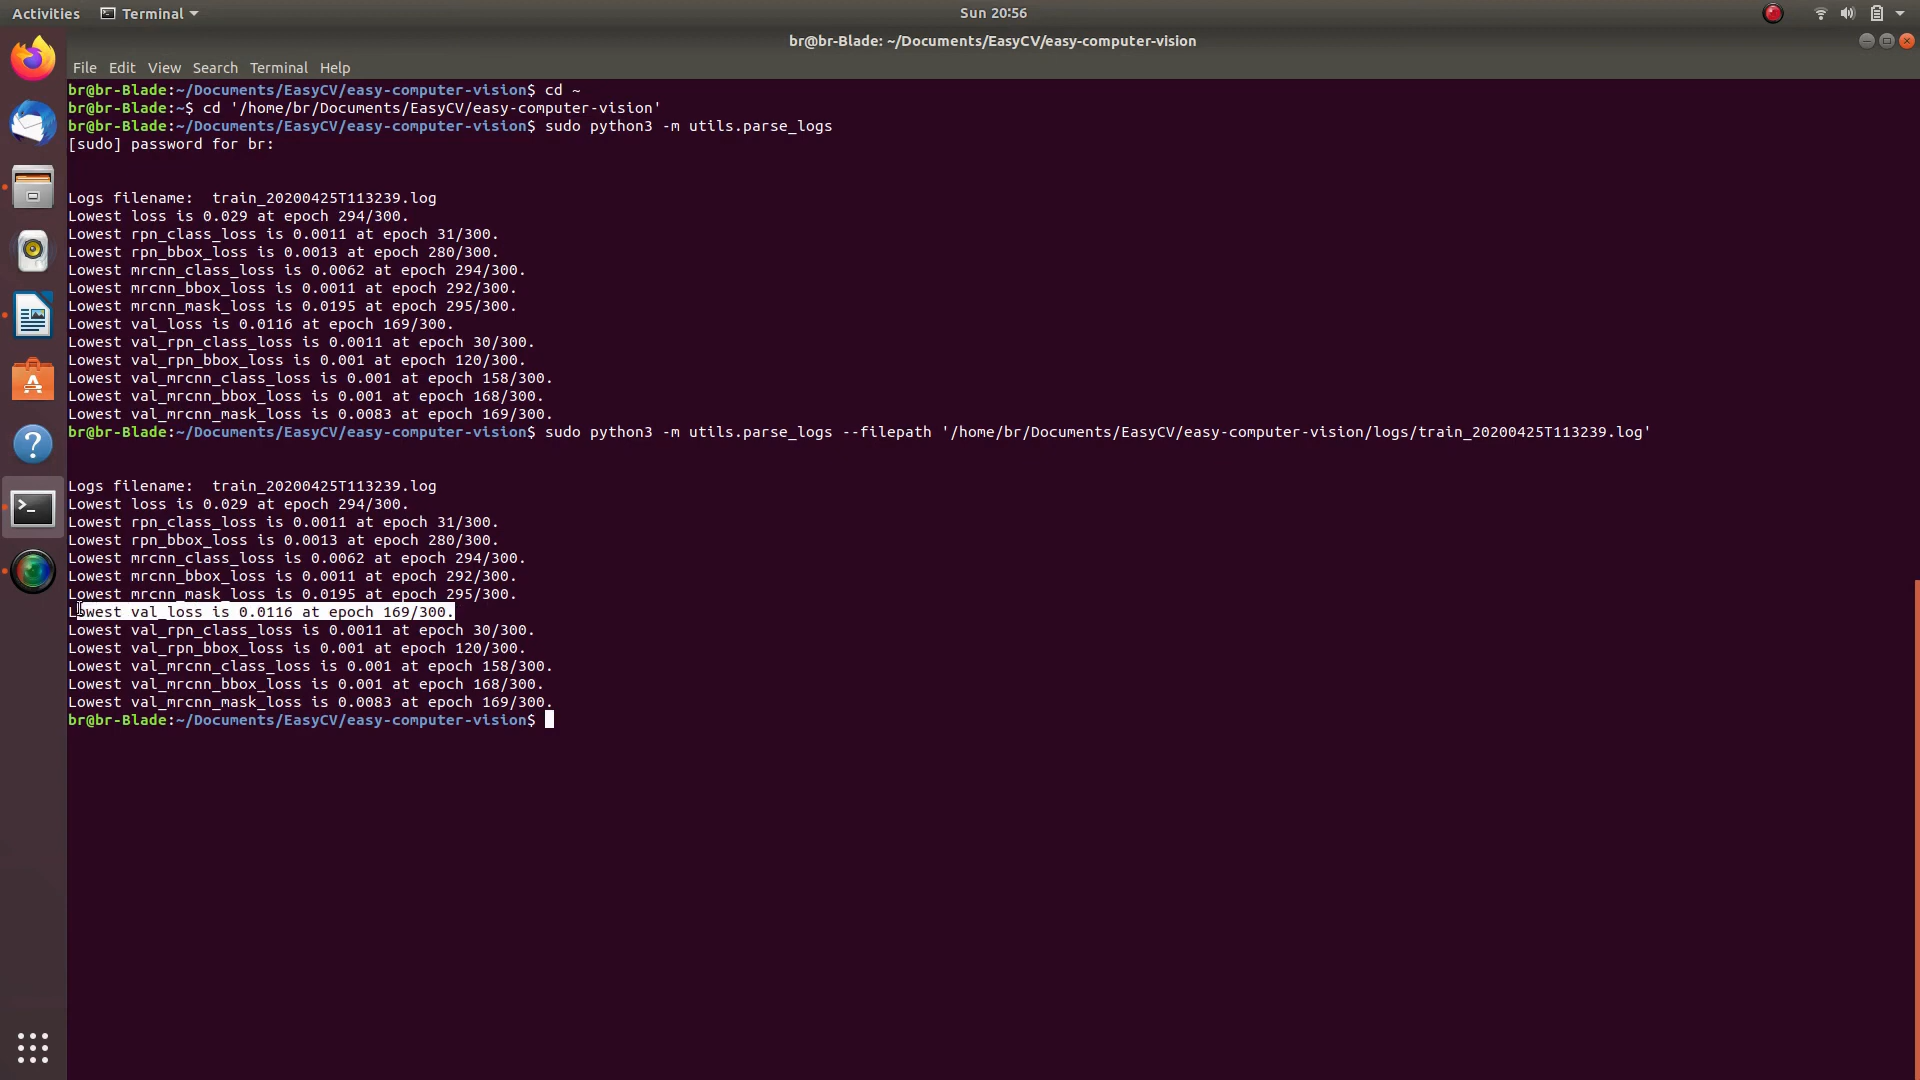 Activities Terminal Sun 20:56
br@br-Blade: ~/Documents/EasyCV/easy-computer-vision
File Edit View Search Terminal Help
br@br-Blade:~/Documents/EasyCV/easy-computer-vision$ cd ~
br@br-Blade:~$ cd '/home/br/Documents/EasyCV/easy-computer-vision'
br@br-Blade:~/Documents/EasyCV/easy-computer-vision$ sudo python3 -m utils.parse_logs
[sudo] password for br:
Logs filename:  train_20200425T113239.log
Lowest loss is 0.029 at epoch 294/300.
Lowest rpn_class_loss is 0.0011 at epoch 31/300.
Lowest rpn_bbox_loss is 0.0013 at epoch 280/300.
Lowest mrcnn_class_loss is 0.0062 at epoch 294/300.
Lowest mrcnn_bbox_loss is 0.0011 at epoch 292/300.
Lowest mrcnn_mask_loss is 0.0195 at epoch 295/300.
Lowest val_loss is 0.0116 at epoch 169/300.
Lowest val_rpn_class_loss is 0.0011 at epoch 30/300.
Lowest val_rpn_bbox_loss is 0.001 at epoch 120/300.
Lowest val_mrcnn_class_loss is 0.001 at epoch 158/300.
Lowest val_mrcnn_bbox_loss is 0.001 at epoch 168/300.
Lowest val_mrcnn_mask_loss is 0.0083 at epoch 169/300.
br@br-Blade:~/Documents/EasyCV/easy-computer-vision$ sudo python3 -m utils.parse_logs --filepath '/home/br/Documents/EasyCV/easy-computer-vision/logs/train_20200425T113239.log'
Logs filename:  train_20200425T113239.log
Lowest loss is 0.029 at epoch 294/300.
Lowest rpn_class_loss is 0.0011 at epoch 31/300.
Lowest rpn_bbox_loss is 0.0013 at epoch 280/300.
Lowest mrcnn_class_loss is 0.0062 at epoch 294/300.
Lowest mrcnn_bbox_loss is 0.0011 at epoch 292/300.
Lowest mrcnn_mask_loss is 0.0195 at epoch 295/300.
Lowest val_loss is 0.0116 at epoch 169/300.
Lowest val_rpn_class_loss is 0.0011 at epoch 30/300.
Lowest val_rpn_bbox_loss is 0.001 at epoch 120/300.
Lowest val_mrcnn_class_loss is 0.001 at epoch 158/300.
Lowest val_mrcnn_bbox_loss is 0.001 at epoch 168/300.
Lowest val_mrcnn_mask_loss is 0.0083 at epoch 169/300.
br@br-Blade:~/Documents/EasyCV/easy-computer-vision$